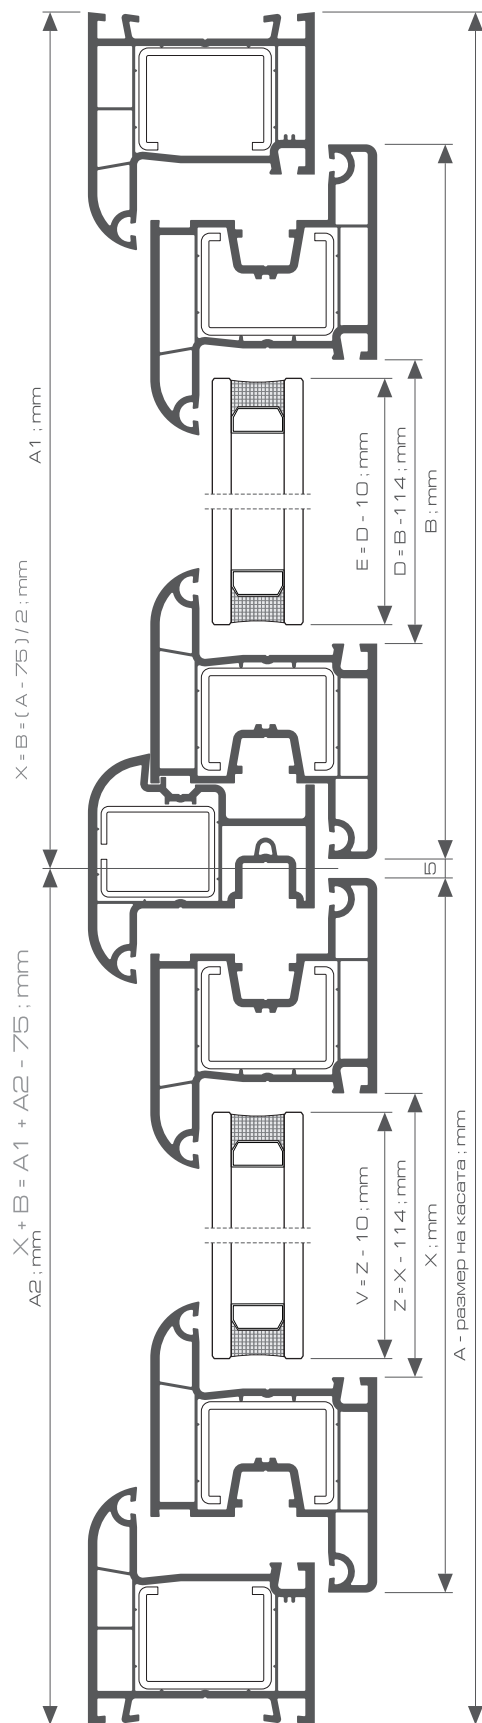 A1 ; mm
X = B = ( A - 75 ) / 2 ; mm
X + B = A1 + A2 - 75 ; mm
A2 ; mm
E = D - 10 ; mm
D = B - 114 ; mm
B ; mm
5
V = Z - 10 ; mm
Z = X - 114 ; mm
X ; mm
A - размер на касата ; mm